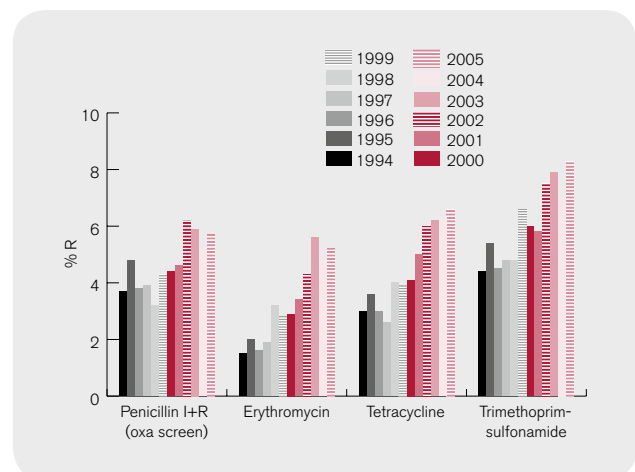 1999 2005
1998 2004
1997 2003
1996 2002
1995 2001
1994 2000
10
8
6
4
2
0
% R
Penicillin I+R
(oxa screen)
Erythromycin
Tetracycline
Trimethoprim-
sulfonamide